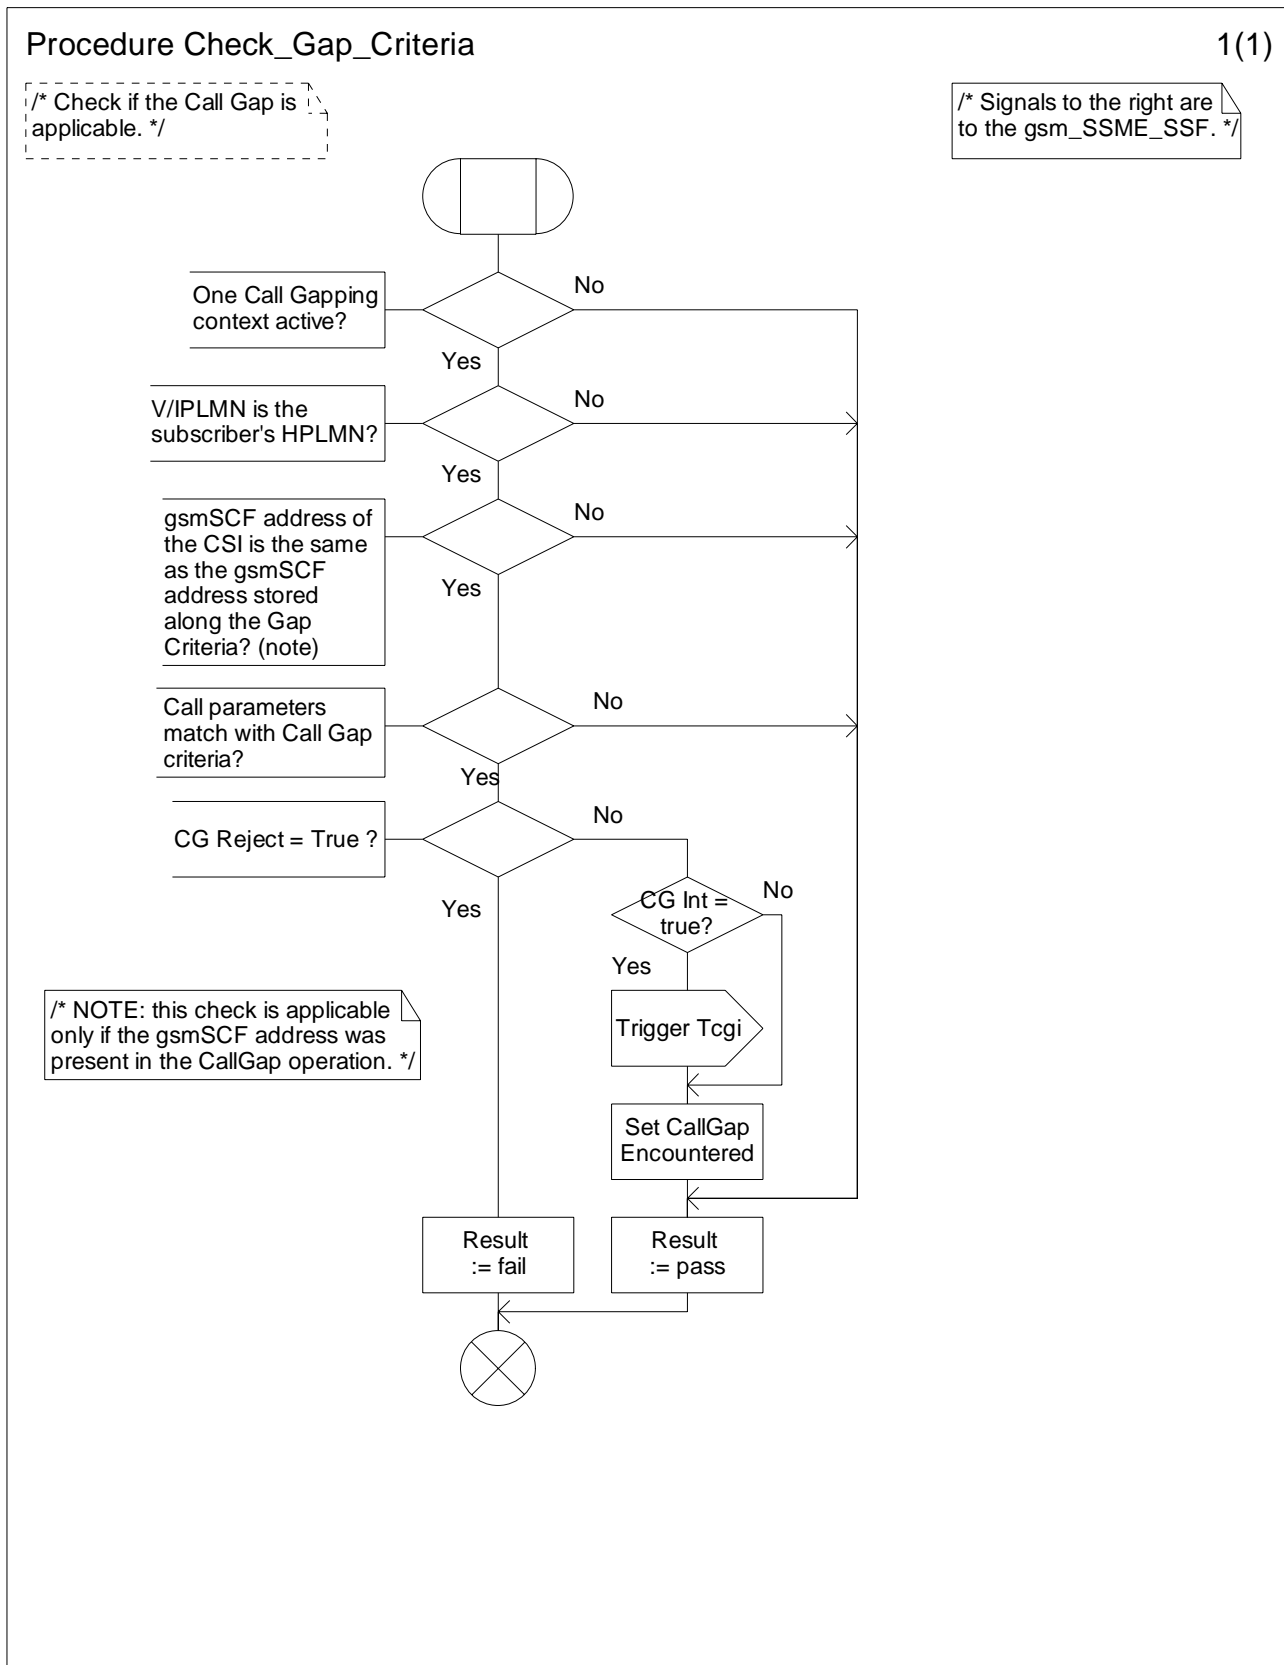 Procedure Check_Gap_Criteria
1(1)
/* Check if the Call Gap is
applicable. */
/* Signals to the right are
to the gsm_SSME_SSF. */
One Call Gapping
context active?
No
Yes
V/IPLMN is the
subscriber's HPLMN?
No
Yes
gsmSCF address of
the CSI is the same
as the gsmSCF
address stored
along the Gap
Criteria? (note)
No
Yes
Call parameters
match with Call Gap
criteria?
No
Yes
CG Reject = True ?
No
Yes
CG Int =
true?
No
Yes
/* NOTE: this check is applicable
only if the gsmSCF address was
present in the CallGap operation. */
Trigger Tcgi
Set CallGap
Encountered
Result
:= fail
Result
:= pass